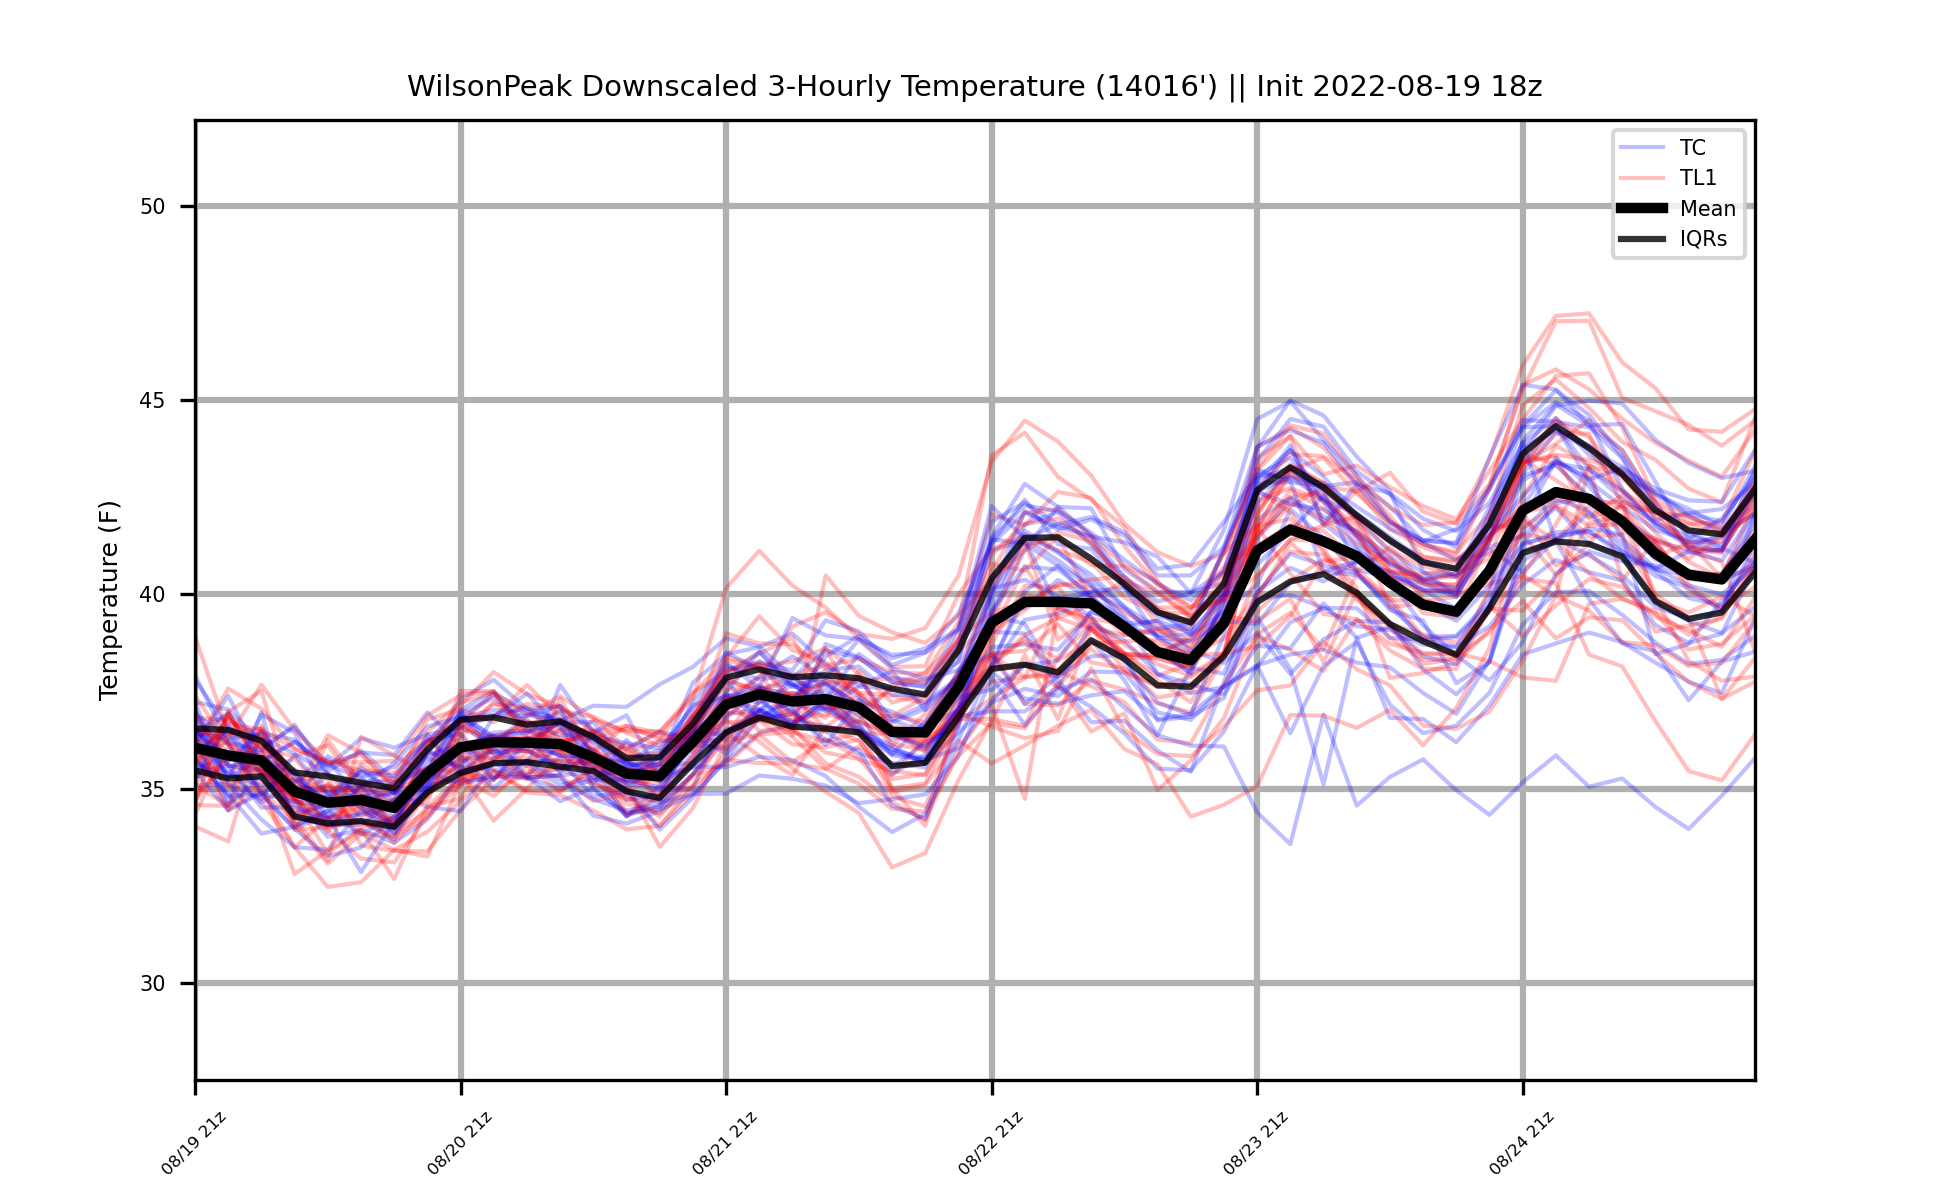 WilsonPeak Downscaled 3-Hourly Temperature (14016') || Init 2022-08-19 18z
TC
TL1
Mean
IQRs
Temperature (F)
50
45
40
35
30
08/19 21z
08/20 21z
08/21 21z
08/22 21z
08/23 21z
08/24 21z